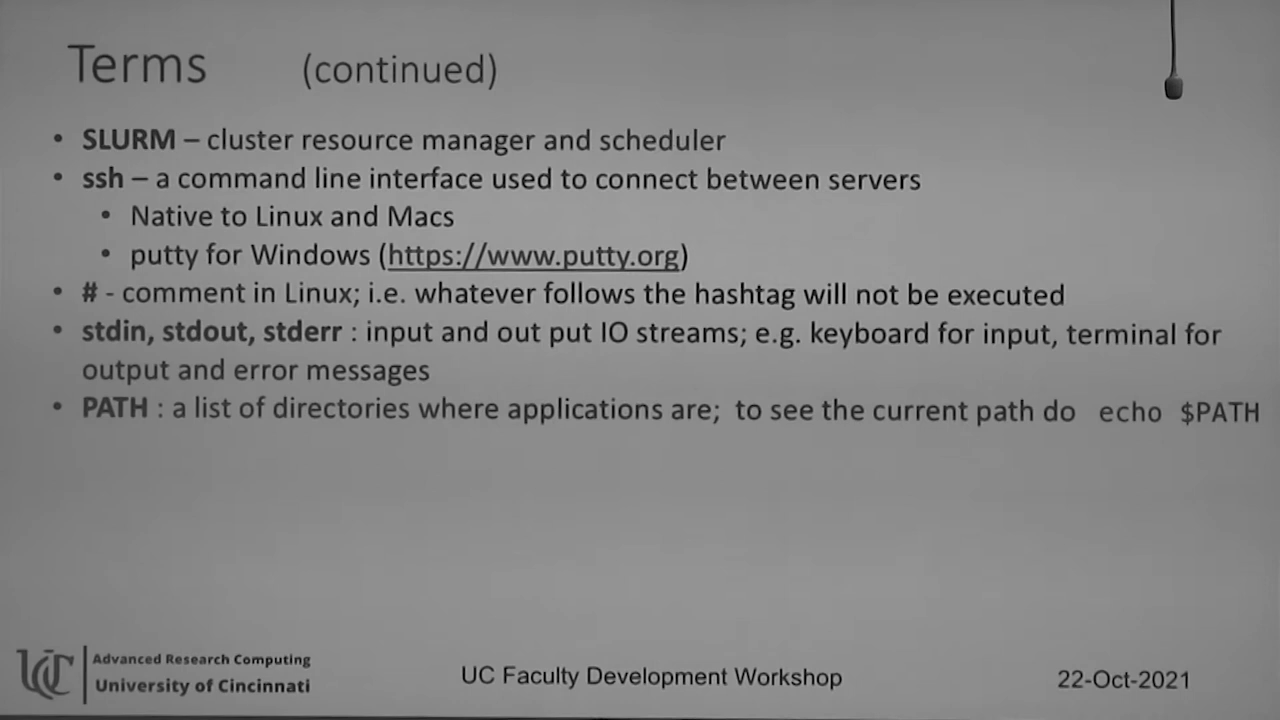 Terms (continued)
• SLURM – cluster resource manager and scheduler
• ssh – a command line interface used to connect between servers
• Native to Linux and Macs
• putty for Windows (https://www.putty.org)
• # - comment in Linux; i.e. whatever follows the hashtag will not be executed
• stdin, stdout, stderr : input and out put IO streams; e.g. keyboard for input, terminal for
output and error messages
• PATH : a list of directories where applications are; to see the current path do echo $PATH
UC Advanced Research Computing
University of Cincinnati
UC Faculty Development Workshop
22-Oct-2021